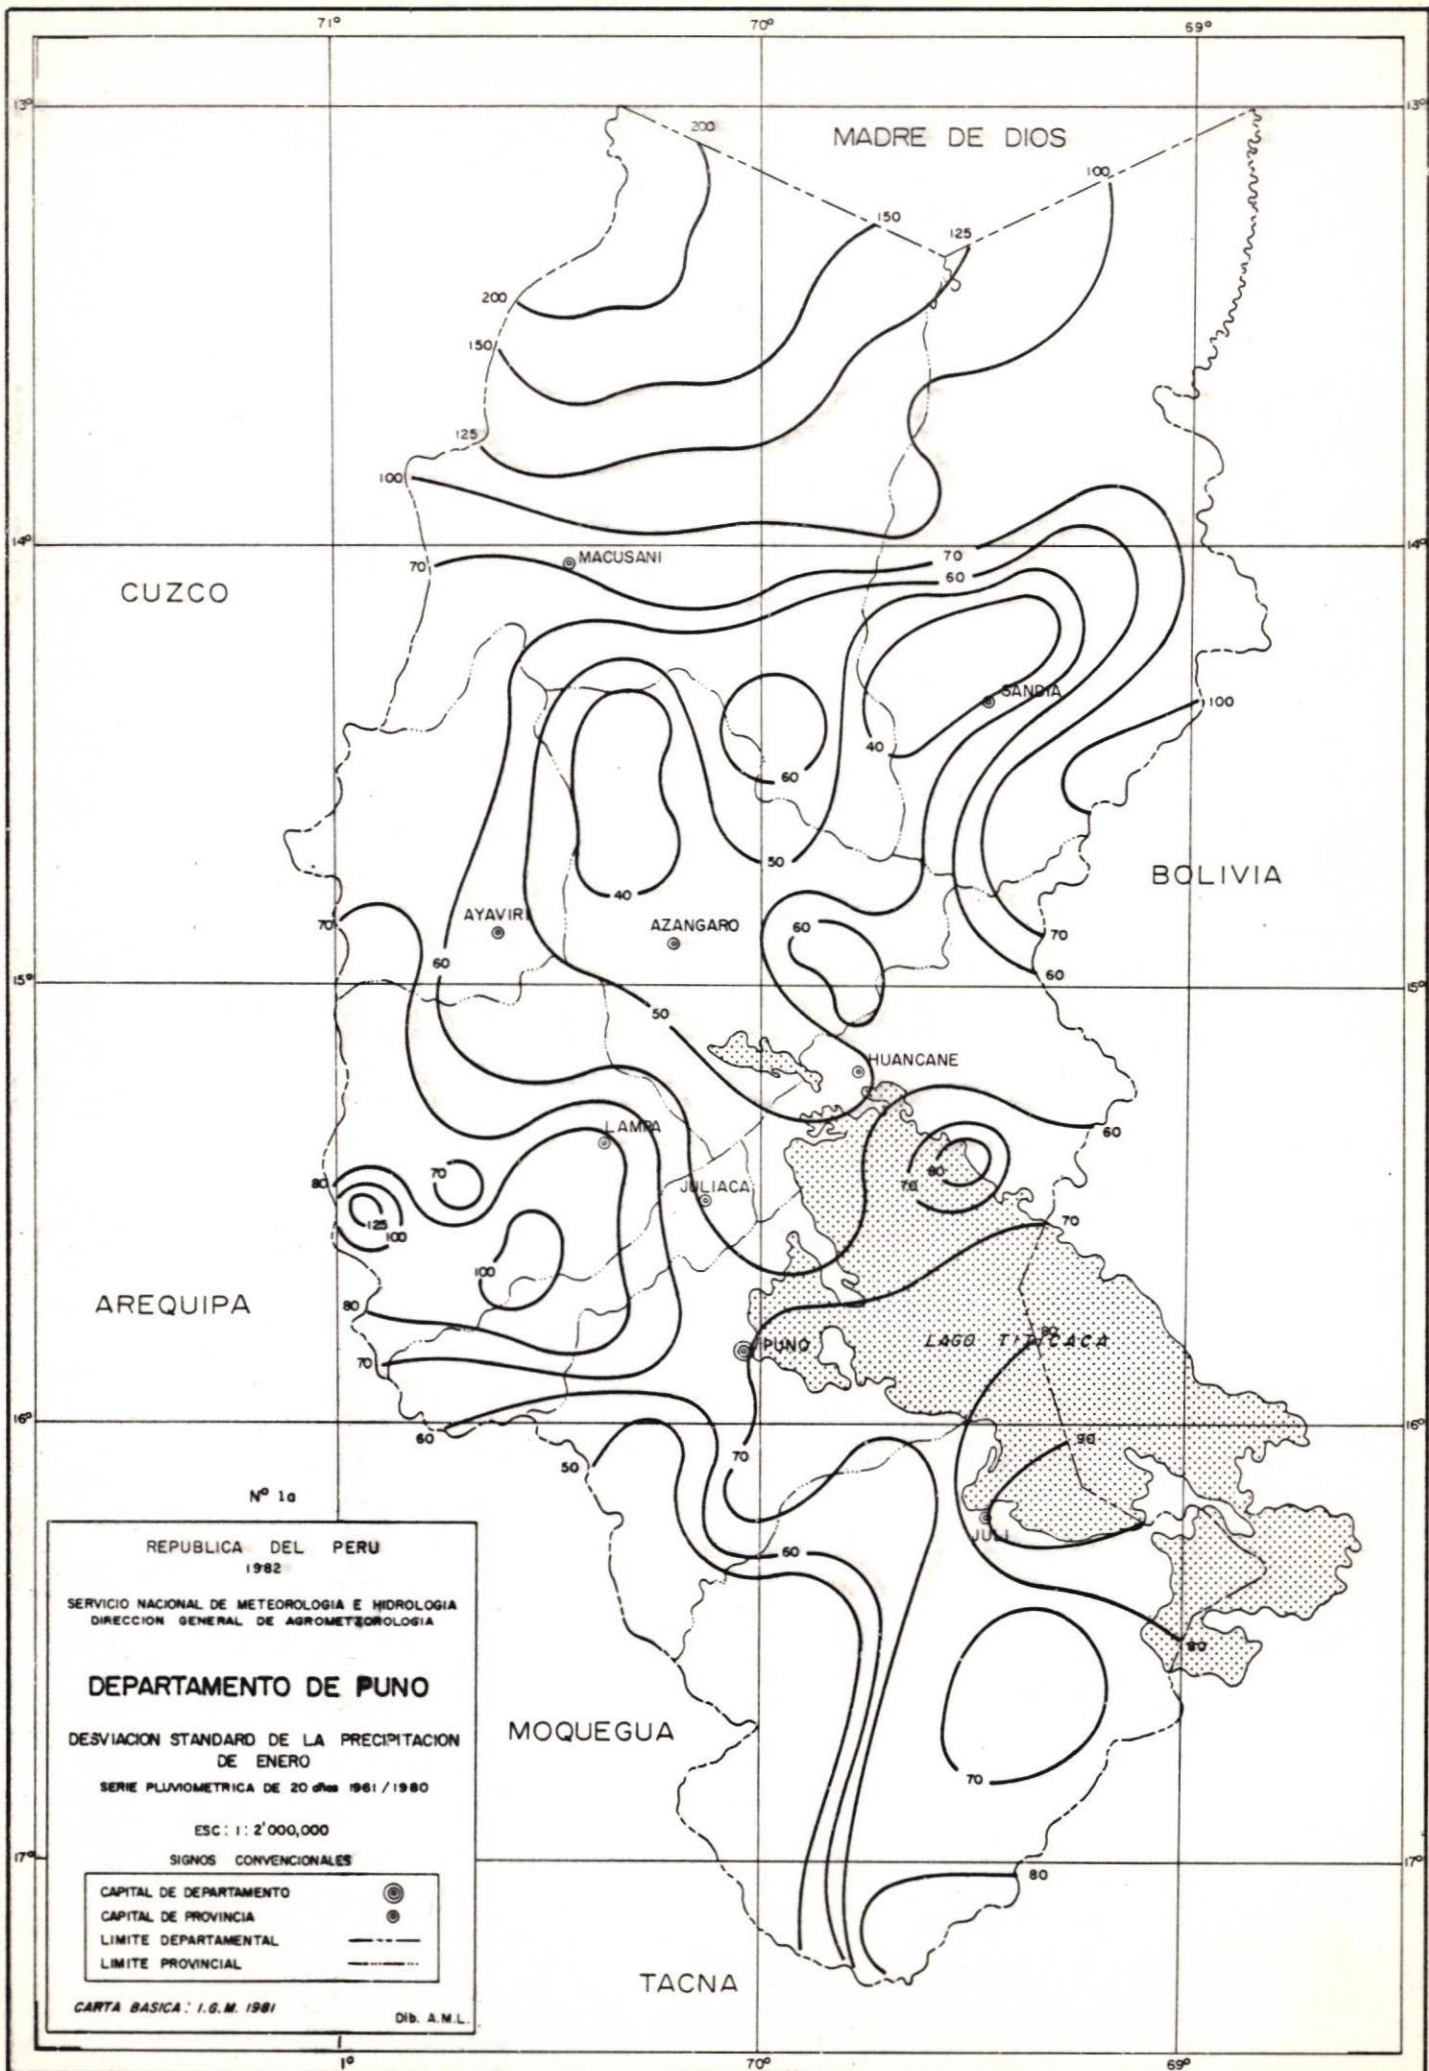 71° 70° 69°
13° 13°
200 MADRE DE DIOS
100
150
125
200
150
125
100
14° 14°
MACUSANI 70
70 60
CUZCO
SANDIA
100
40
60
50
BOLIVIA
40
AYAVIRI
70 AZANGARO 60
70
60 60
15° 15°
50
HUANCANE
LAMPA 60
70 80
80 JULIACA 70
125
100 70
100
AREQUIPA 80
80
PUNO LAGO TITICACA
70
16° 16°
60 90
50 70
JULI
60
80
MOQUEGUA
70
17° 80 17°
TACNA
N° 1a
REPUBLICA DEL PERU
1982
SERVICIO NACIONAL DE METEOROLOGIA E HIDROLOGIA
DIRECCION GENERAL DE AGROMETEOROLOGIA
DEPARTAMENTO DE PUNO
DESVIACION STANDARD DE LA PRECIPITACION
DE ENERO
SERIE PLUVIOMETRICA DE 20 años 1961/1980
ESC: 1: 2'000,000
SIGNOS CONVENCIONALES
CAPITAL DE DEPARTAMENTO
CAPITAL DE PROVINCIA
LIMITE DEPARTAMENTAL
LIMITE PROVINCIAL
CARTA BASICA: I.G.M. 1981
Dib. A.M.L.
1° 70° 69°